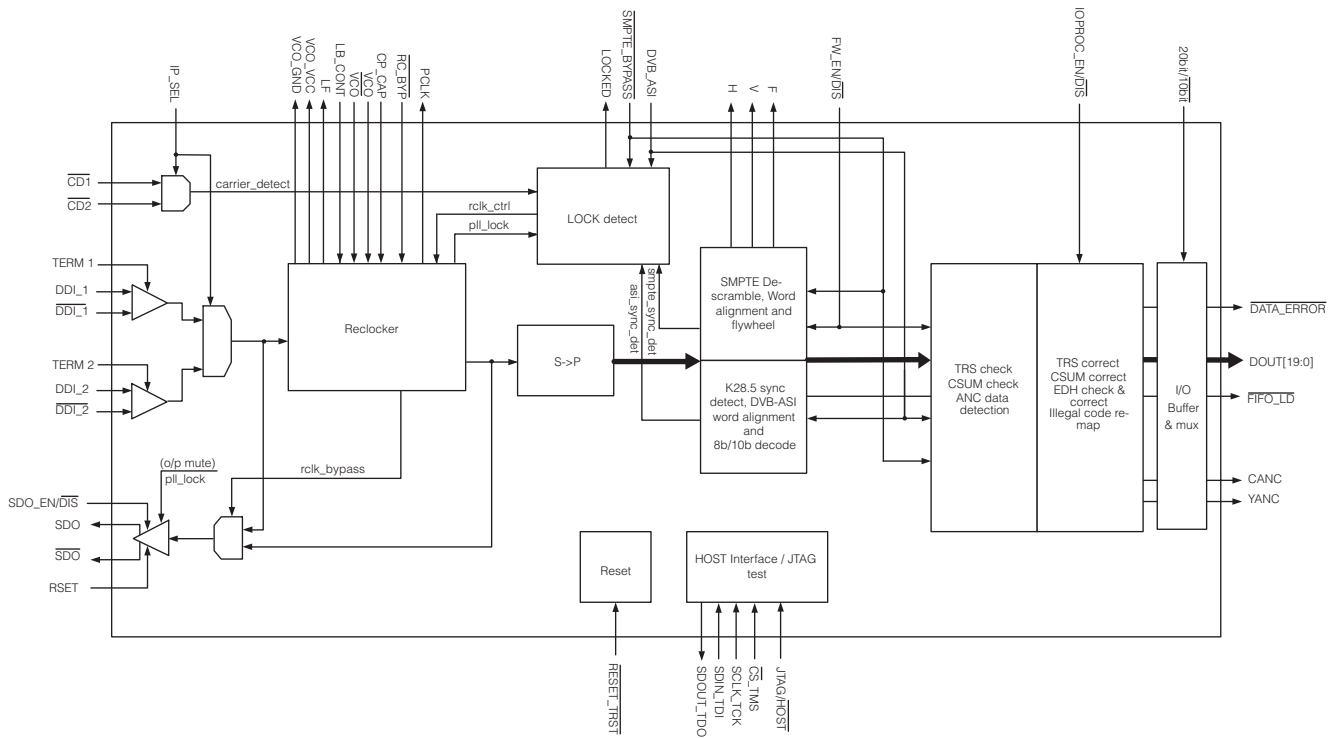 IP_SEL
VCO_GND
VCO_VCC
LF
LB_CONT
VCO
VCO
CP_CAP
RC_BYP
PCLK
LOCKED
SMPTE_BYPASS
DVB_ASI
H
V
F
FW_EN/DIS
IOPROC_EN/DIS
20bit/10bit
CD1
CD2
carrier_detect
rclk_ctrl
pll_lock
LOCK detect
TERM 1
DDI_1
DDI_1
TERM 2
DDI_2
DDI_2
Reclocker
S->P
asi_sync_det
smpte_sync_det
SMPTE De-
scramble, Word
alignment and
flywheel
K28.5 sync
detect, DVB-ASI
word alignment
and
8b/10b decode
TRS check
CSUM check
ANC data
detection
TRS correct
CSUM correct
EDH check &
correct
Illegal code re-
map
I/O
Buffer
& mux
DATA_ERROR
DOUT[19:0]
FIFO_LD
CANC
YANC
rclk_bypass
(o/p mute)
pll_lock
SDO_EN/DIS
SDO
SDO
RSET
Reset
HOST Interface / JTAG
test
RESET_TRST
SDOUT_TDO
SDIN_TDI
SCLK_TCK
CS_TMS
JTAG/HOST